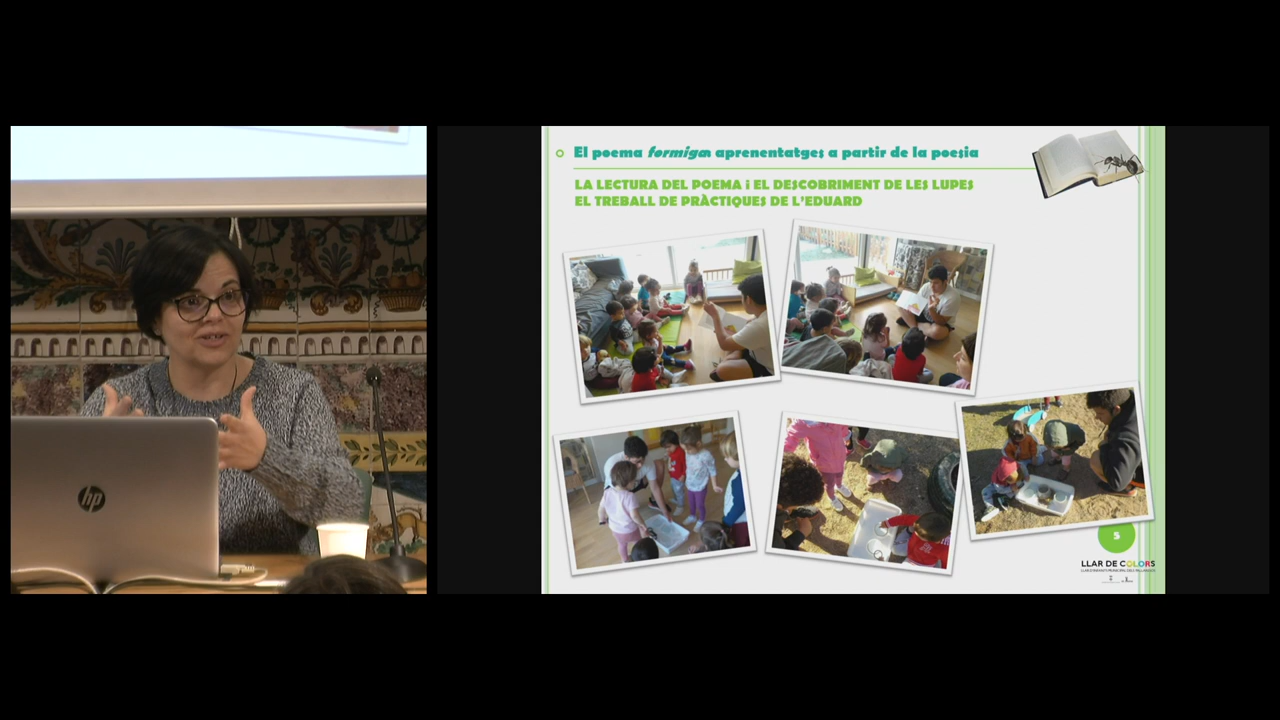 El poema formigan aprenentatges a partir de la poesia
LA LECTURA DEL POEMA i EL DESCOBRIMENT DE LES LUPES
EL TREBALL DE PRÀCTIQUES DE L'EDUARD
hp
5
LLAR DE COLORS